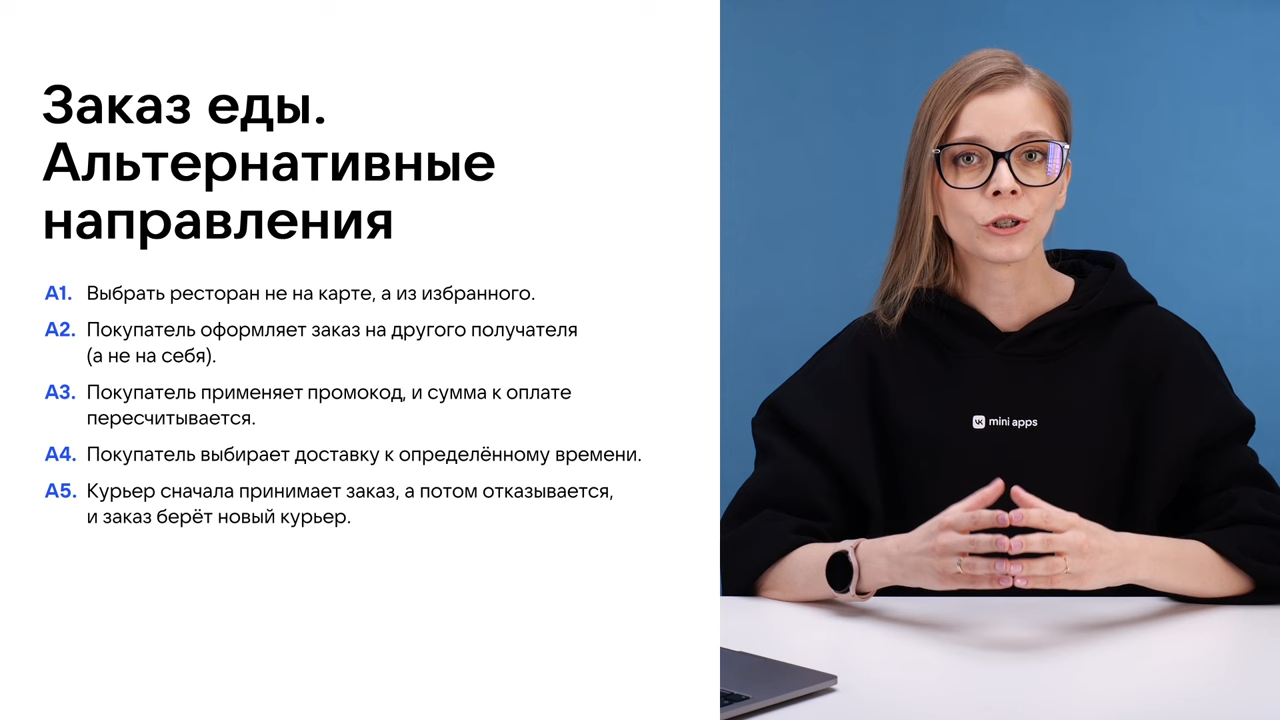 Заказ еды.
Альтернативные
направления
А1. Выбрать ресторан не на карте, а из избранного.
А2. Покупатель оформляет заказ на другого получателя
(а не на себя).
А3. Покупатель применяет промокод, и сумма к оплате
пересчитывается.
А4. Покупатель выбирает доставку к определённому времени.
А5. Курьер сначала принимает заказ, а потом отказывается,
и заказ берёт новый курьер.
mini apps